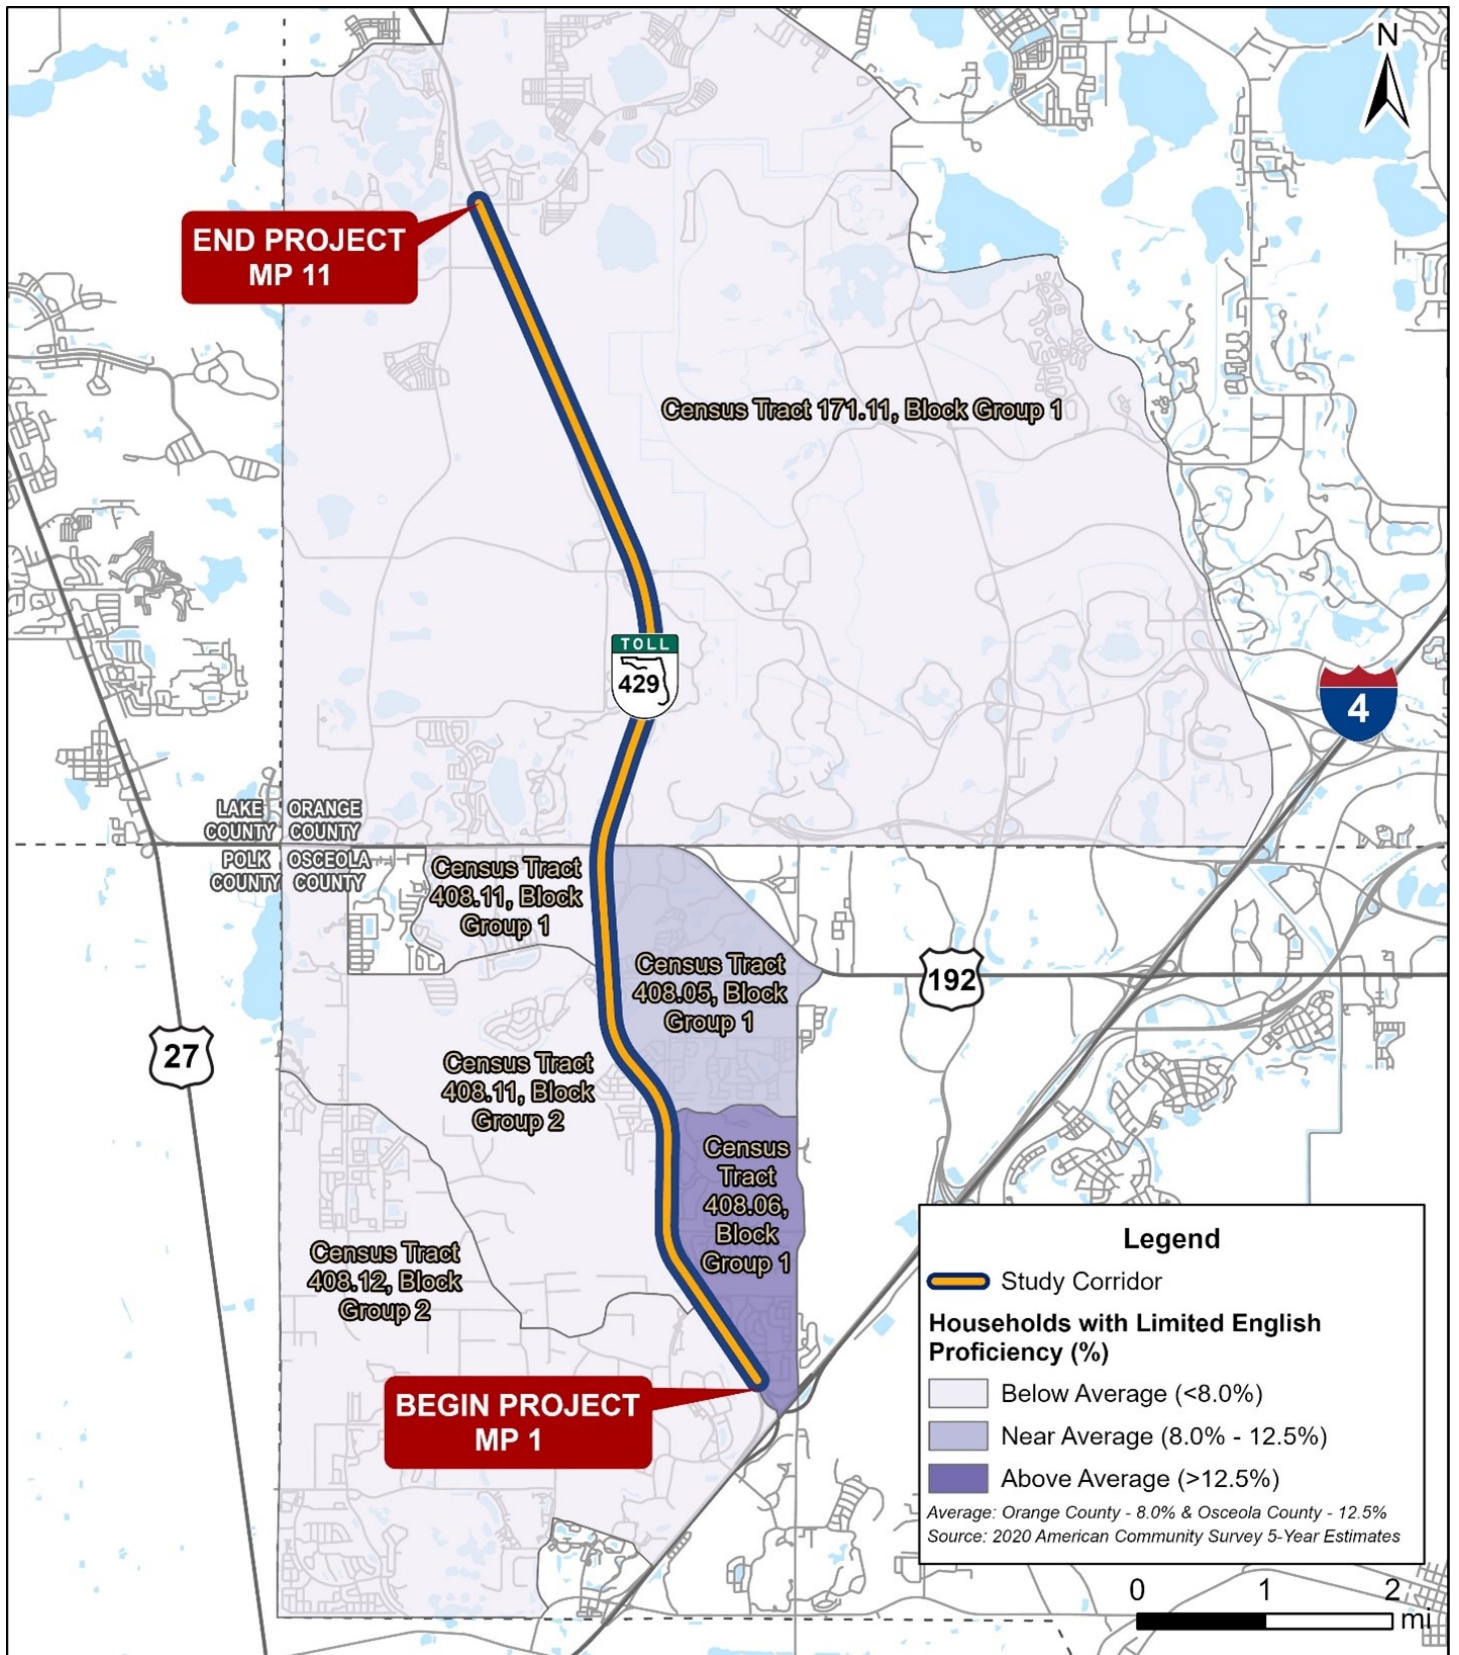 N
END PROJECT
MP 11
Census Tract 171.11, Block Group 1
TOLL
429
4
LAKE
COUNTY
ORANGE
COUNTY
POLK
COUNTY
OSCEOLA
COUNTY
Census Tract
408.11, Block
Group 1
Census Tract
408.05, Block
Group 1
192
27
Census Tract
408.11, Block
Group 2
Census
Tract
408.06,
Block
Group 1
Census Tract
408.12, Block
Group 2
BEGIN PROJECT
MP 1
Legend
Study Corridor
Households with Limited English
Proficiency (%)
Below Average (<8.0%)
Near Average (8.0% - 12.5%)
Above Average (>12.5%)
Average: Orange County - 8.0% & Osceola County - 12.5%
Source: 2020 American Community Survey 5-Year Estimates
0 1 2
mi